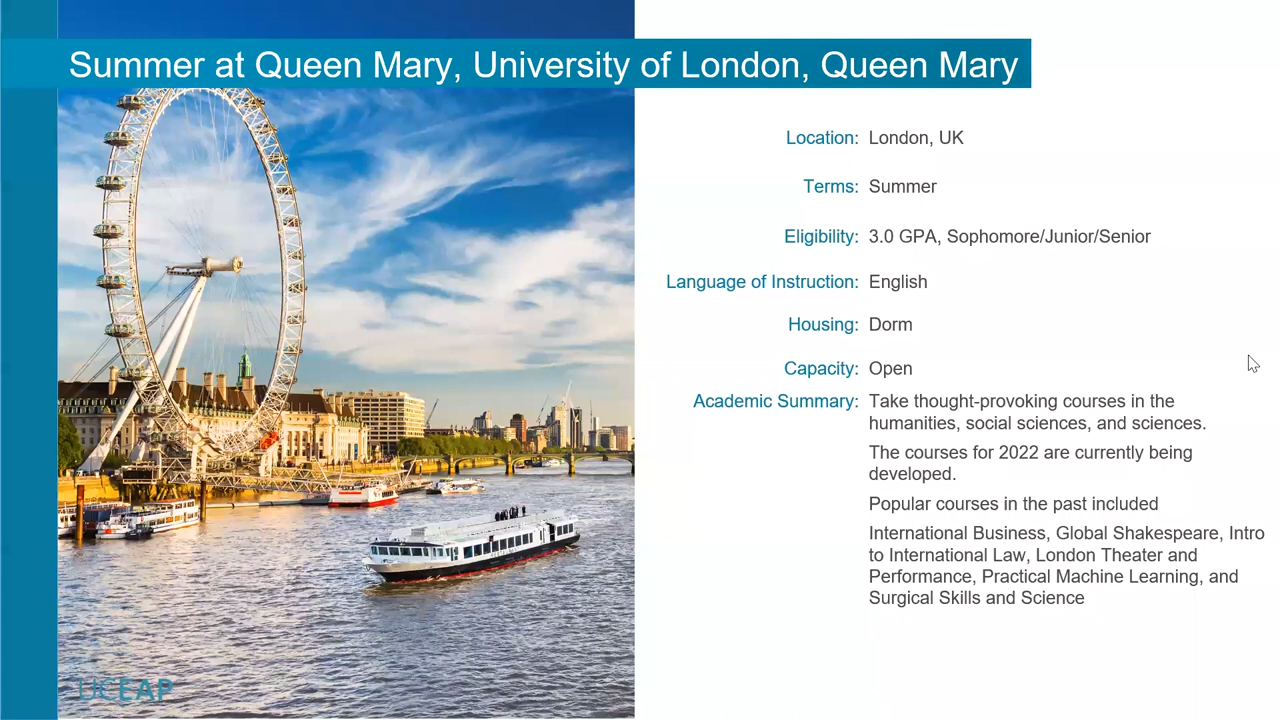 Summer at Queen Mary, University of London, Queen Mary
Location: London, UK
Terms: Summer
Eligibility: 3.0 GPA, Sophomore/Junior/Senior
Language of Instruction: English
Housing: Dorm
Capacity: Open
Academic Summary: Take thought-provoking courses in the
humanities, social sciences, and sciences.
The courses for 2022 are currently being
developed.
Popular courses in the past included
International Business, Global Shakespeare, Intro
to International Law, London Theater and
Performance, Practical Machine Learning, and
Surgical Skills and Science
UCEAP